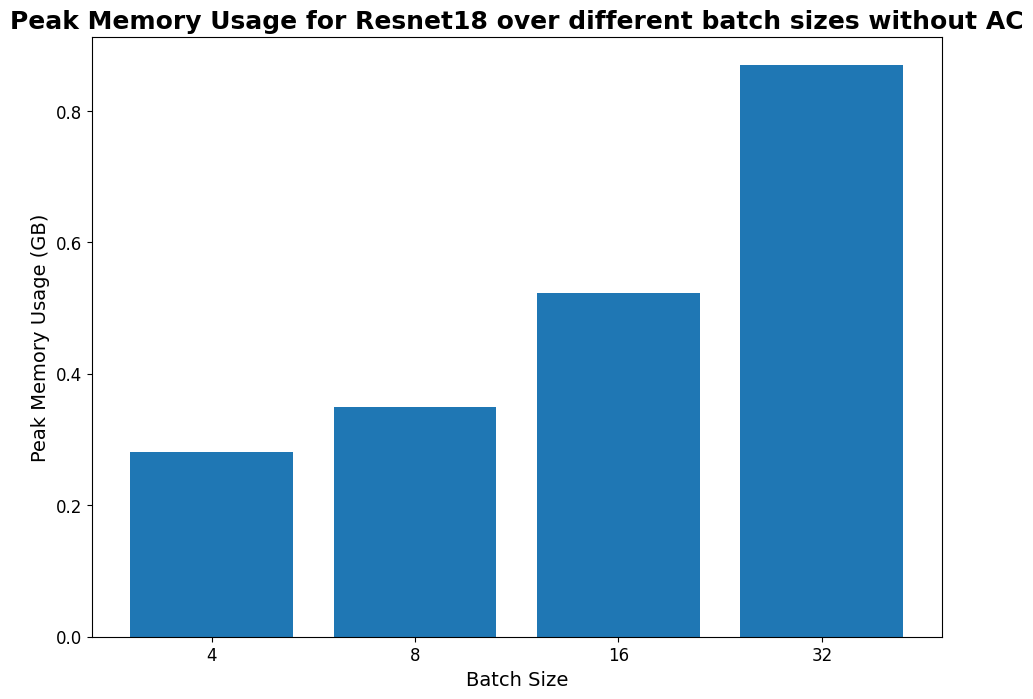 Peak Memory Usage for Resnet18 over different batch sizes without AC
Peak Memory Usage (GB)
0.8
0.6
0.4
0.2
0.0
4 8 16 32
Batch Size